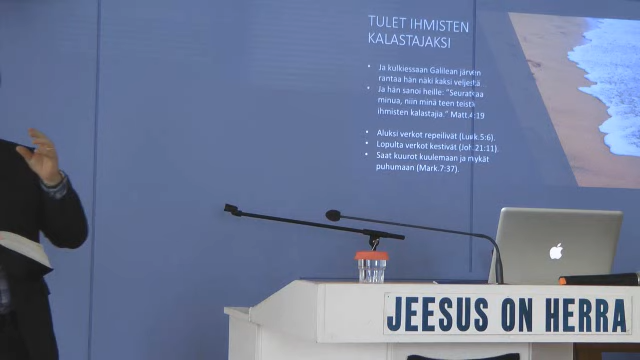 TULET IHMISTEN
KALASTAJAKSI
• Ja kulkiessaan Galilean järven
rantaa hän näki kaksi veljestä
• Ja hän sanoi heille: "Seuratkaa
minua, niin minä teen teistä
ihmisten kalastajia." Matt.4:19
• Aluksi verkot repeilivät (Luuk.5:6).
• Lopulta verkot kestivät (Joh.21:11).
• Saat kuurot kuulemaan ja mykät
puhumaan (Mark.7:37).
JEESUS ON HERRA